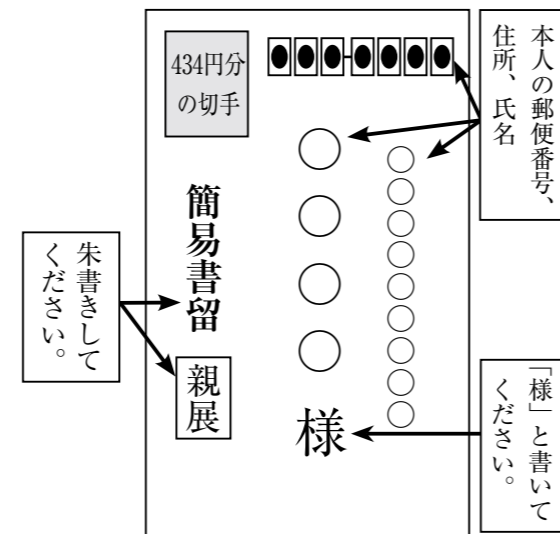 本人の郵便番号、
住所、氏名
434円分
の切手
簡易書留
親展
様
朱書きして
ください。
「様」と書いて
ください。